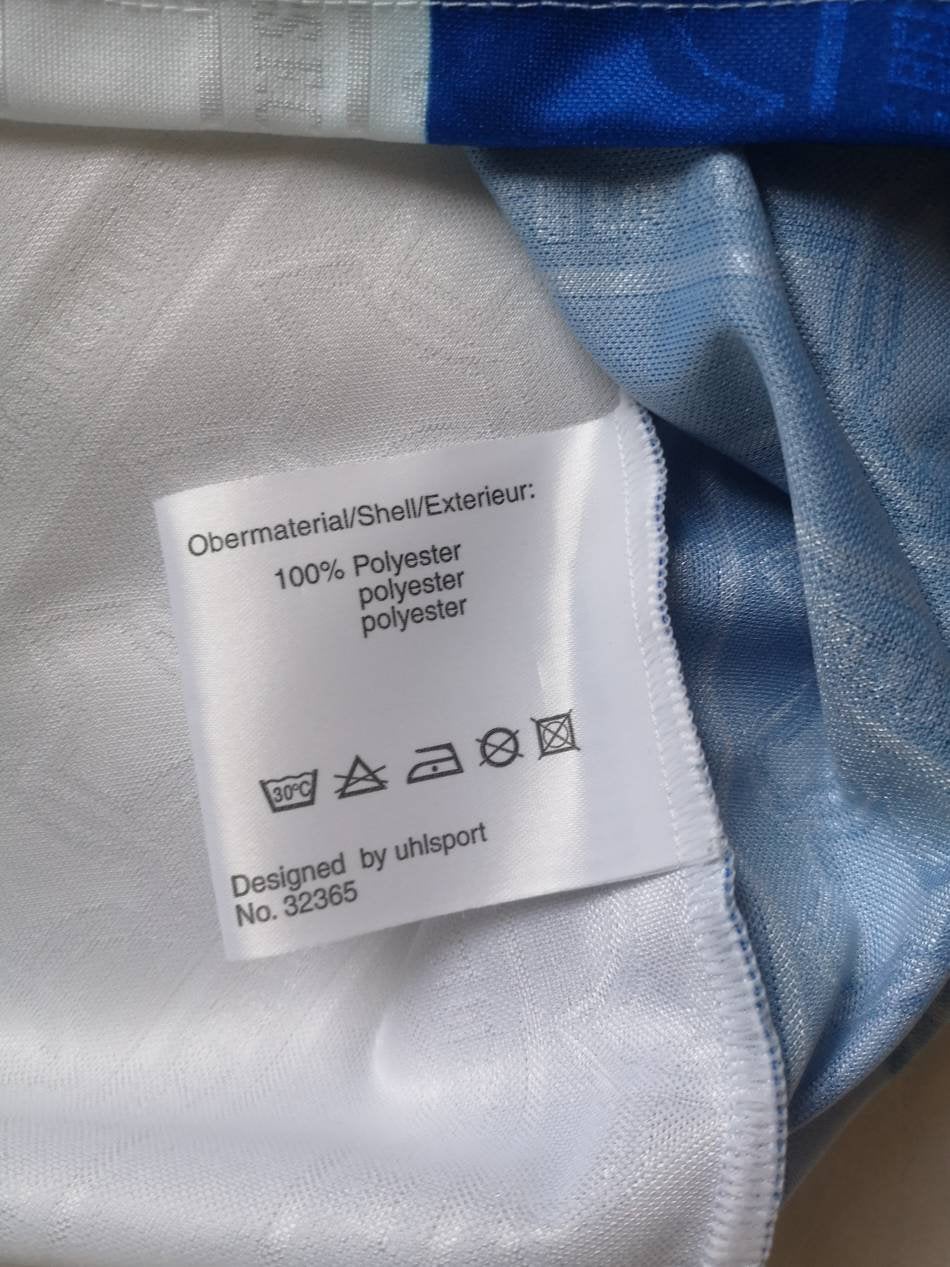 Obermaterial/Shell/Exterieur:
100% Polyester
polyester
polyester
30°C
Designed by uhlsport
No. 32365